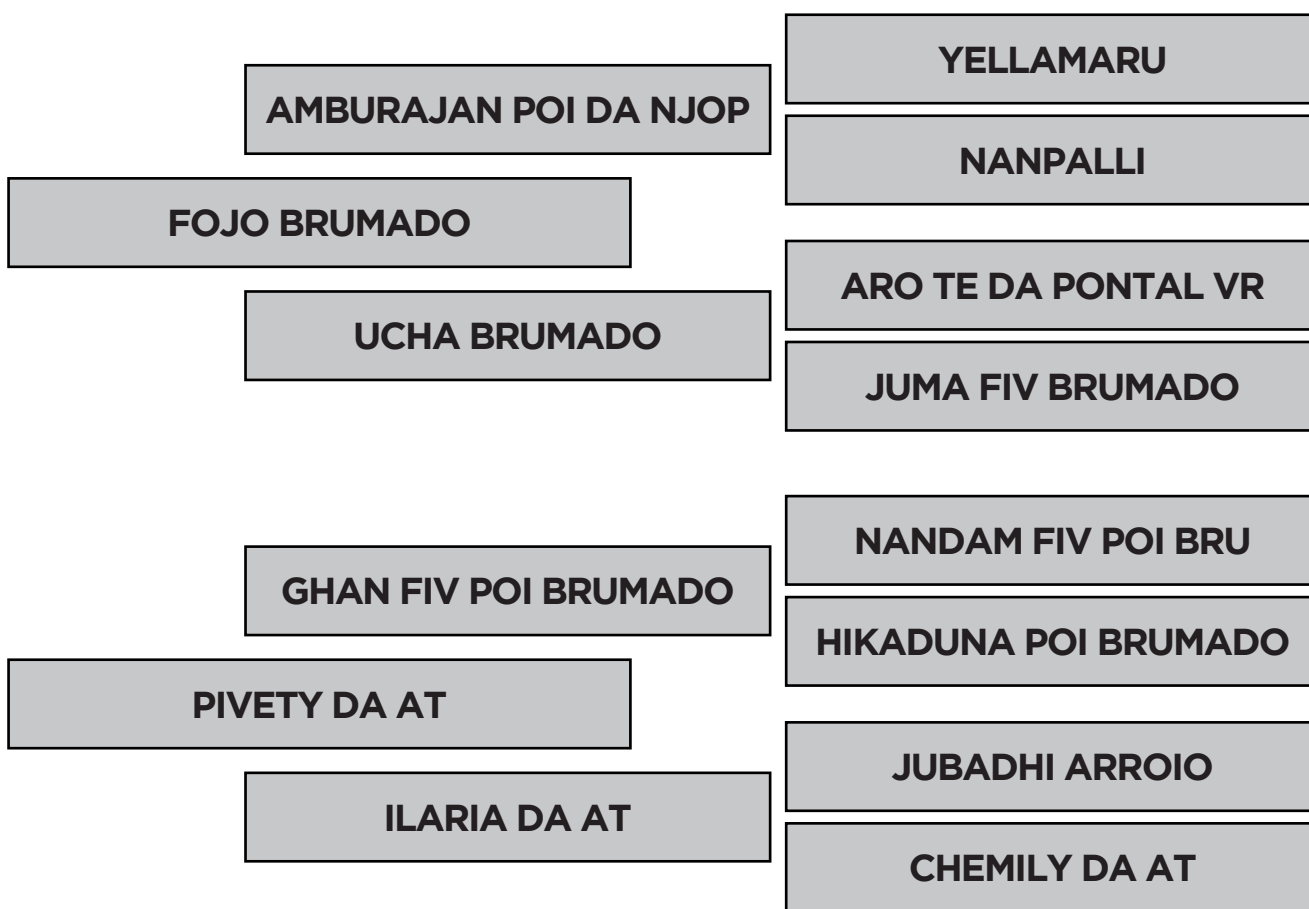 YELLAMARU
AMBURAJAN POI DA NJOP
NANPALLI
FOJO BRUMADO
ARO TE DA PONTAL VR
UCHA BRUMADO
JUMA FIV BRUMADO
NANDAM FIV POI BRU
GHAN FIV POI BRUMADO
HIKADUNA POI BRUMADO
PIVETY DA AT
JUBADHI ARROIO
ILARIA DA AT
CHEMILY DA AT